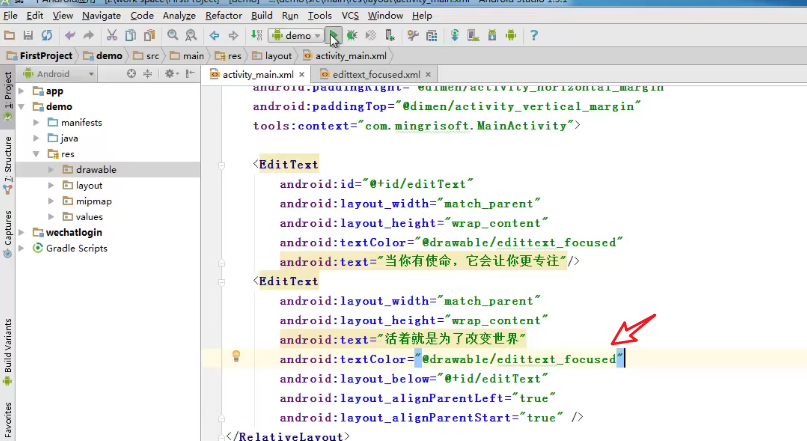 File Edit View Navigate Code Analyze Refactor Build Run Tools VCS Window Help
demo
FirstProject demo src main res layout activity_main.xml
1: Project
Android
activity_main.xml × edittext_focused.xml ×
app
demo
manifests
java
res
drawable
layout
mipmap
values
wechatlogin
Gradle Scripts
7: Structure
Captures
Build Variants
Favorites
android:paddingRight="@dimen/activity_horizontal_margin
android:paddingTop="@dimen/activity_vertical_margin"
tools:context="com.mingrisoft.MainActivity">
<EditText
android:id="@+id/editText"
android:layout_width="match_parent"
android:layout_height="wrap_content"
android:textColor="@drawable/edittext_focused"
android:text="当你有使命，它会让你更专注"/>
<EditText
android:layout_width="match_parent"
android:layout_height="wrap_content"
android:text="活着就是为了改变世界"
android:textColor="@drawable/edittext_focused"
android:layout_below="@+id/editText"
android:layout_alignParentLeft="true"
android:layout_alignParentStart="true" />
</RelativeLayout>